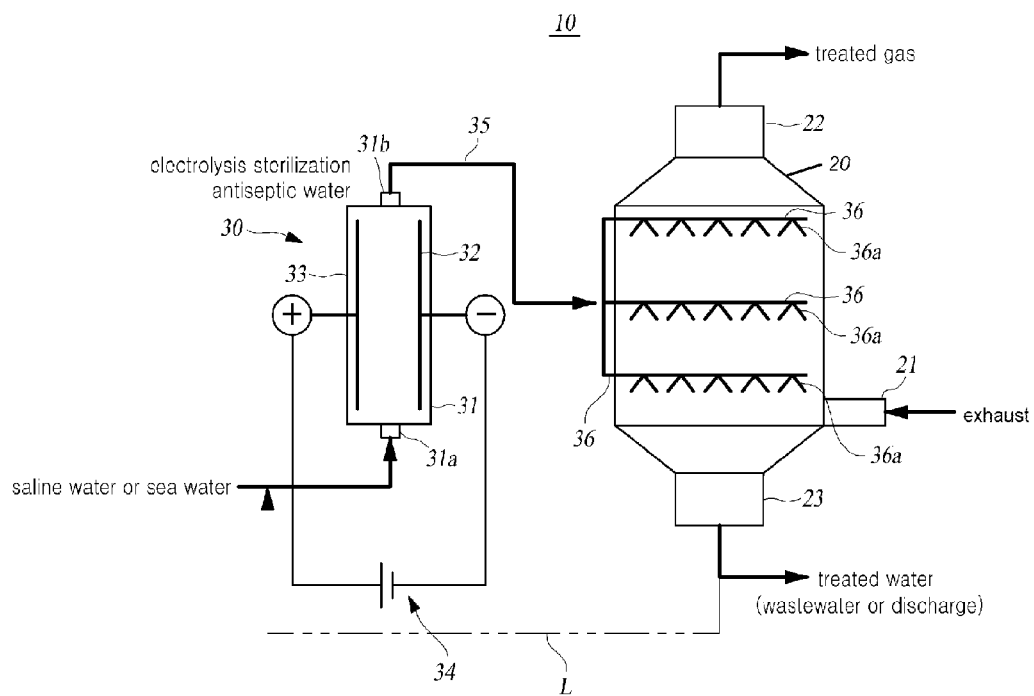 10
treated gas
22
35
31b
electrolysis sterilization
antiseptic water
20
30
32
36
36a
33
+
−
36
36a
21
31
exhaust
36
36a
31a
saline water or sea water
23
treated water
(wastewater or discharge)
34
L